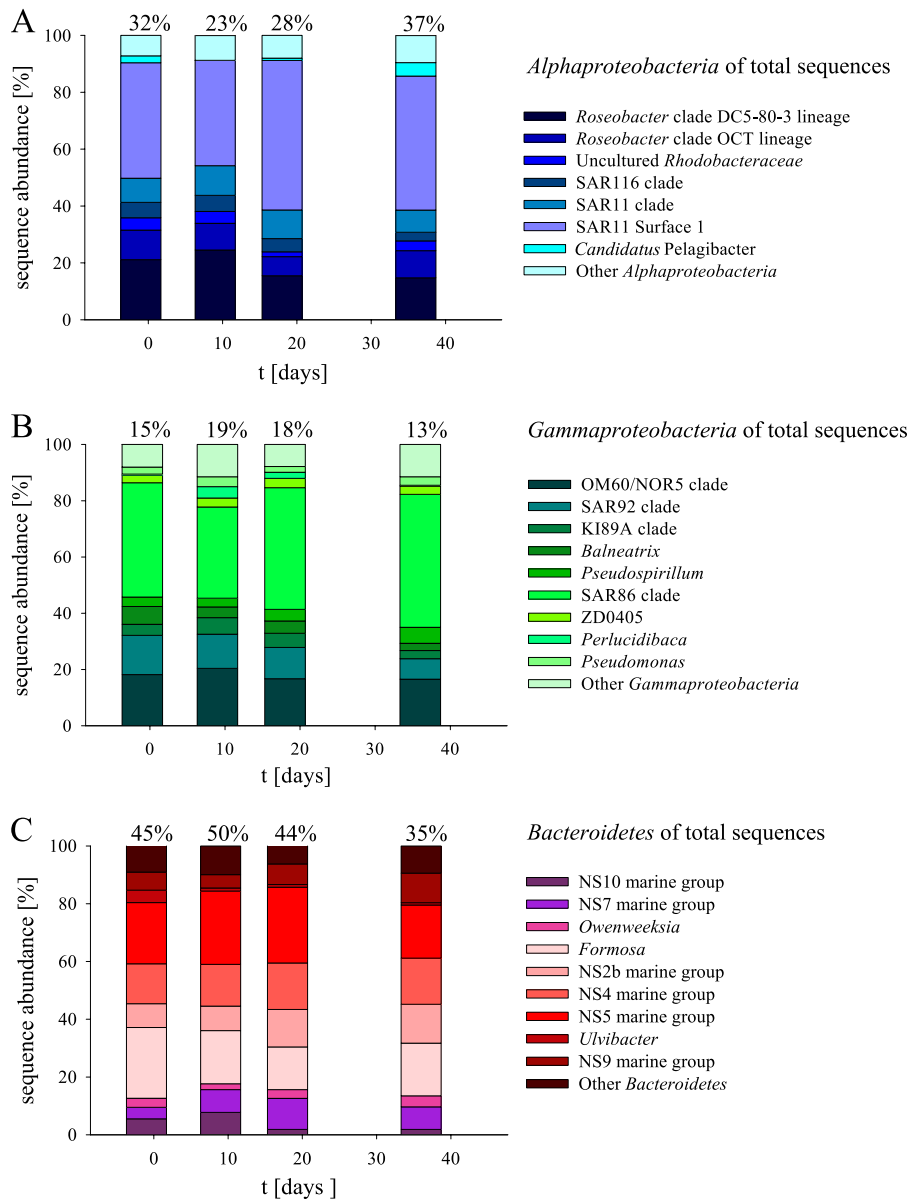 A
32% 23% 28% 37%
Alphaproteobacteria of total sequences
sequence abundance [%]
100
80
60
40
20
0
0 10 20 30 40
t [days]
Roseobacter clade DC5-80-3 lineage
Roseobacter clade OCT lineage
Uncultured Rhodobacteraceae
SAR116 clade
SAR11 clade
SAR11 Surface 1
Candidatus Pelagibacter
Other Alphaproteobacteria
B
15% 19% 18% 13%
Gammaproteobacteria of total sequences
sequence abundance [%]
100
80
60
40
20
0
0 10 20 30 40
t [days]
OM60/NOR5 clade
SAR92 clade
KI89A clade
Balneatrix
Pseudospirillum
SAR86 clade
ZD0405
Perlucidibaca
Pseudomonas
Other Gammaproteobacteria
C
45% 50% 44% 35%
Bacteroidetes of total sequences
sequence abundance [%]
100
80
60
40
20
0
0 10 20 30 40
t [days ]
NS10 marine group
NS7 marine group
Owenweeksia
Formosa
NS2b marine group
NS4 marine group
NS5 marine group
Ulvibacter
NS9 marine group
Other Bacteroidetes